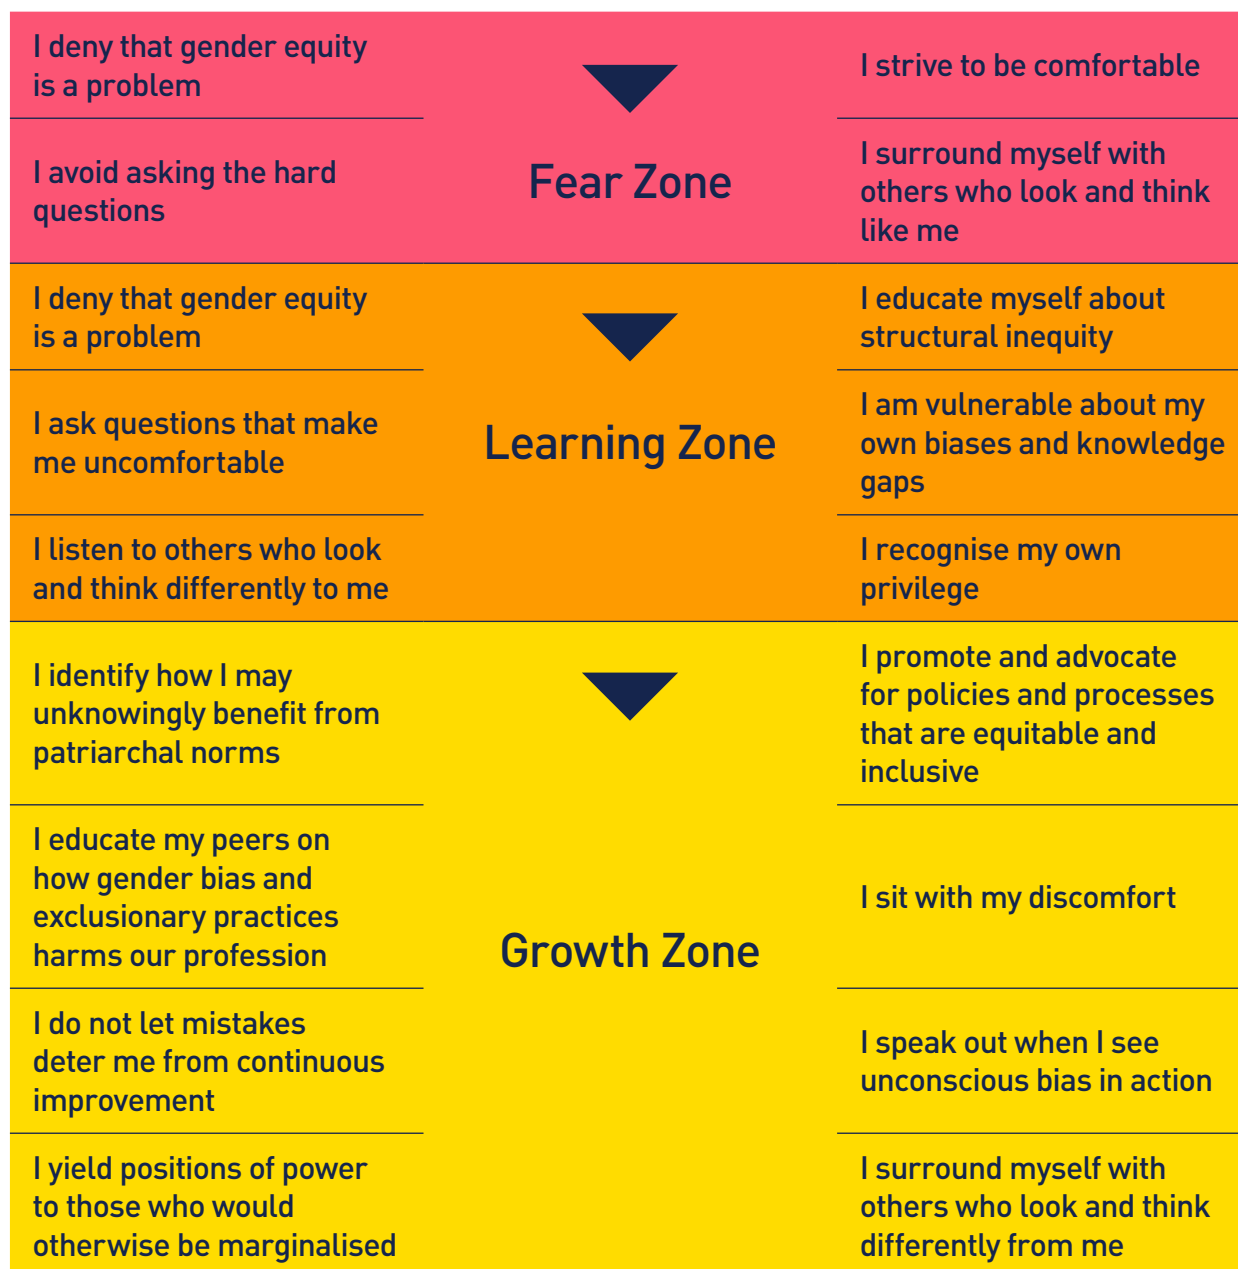 I deny that gender equity
is a problem
I avoid asking the hard
questions
Fear Zone
I strive to be comfortable
I surround myself with
others who look and think
like me
I deny that gender equity
is a problem
I ask questions that make
me uncomfortable
I listen to others who look
and think differently to me
Learning Zone
I educate myself about
structural inequity
I am vulnerable about my
own biases and knowledge
gaps
I recognise my own
privilege
I identify how I may
unknowingly benefit from
patriarchal norms
I educate my peers on
how gender bias and
exclusionary practices
harms our profession
I do not let mistakes
deter me from continuous
improvement
I yield positions of power
to those who would
otherwise be marginalised
Growth Zone
I promote and advocate
for policies and processes
that are equitable and
inclusive
I sit with my discomfort
I speak out when I see
unconscious bias in action
I surround myself with
others who look and think
differently from me